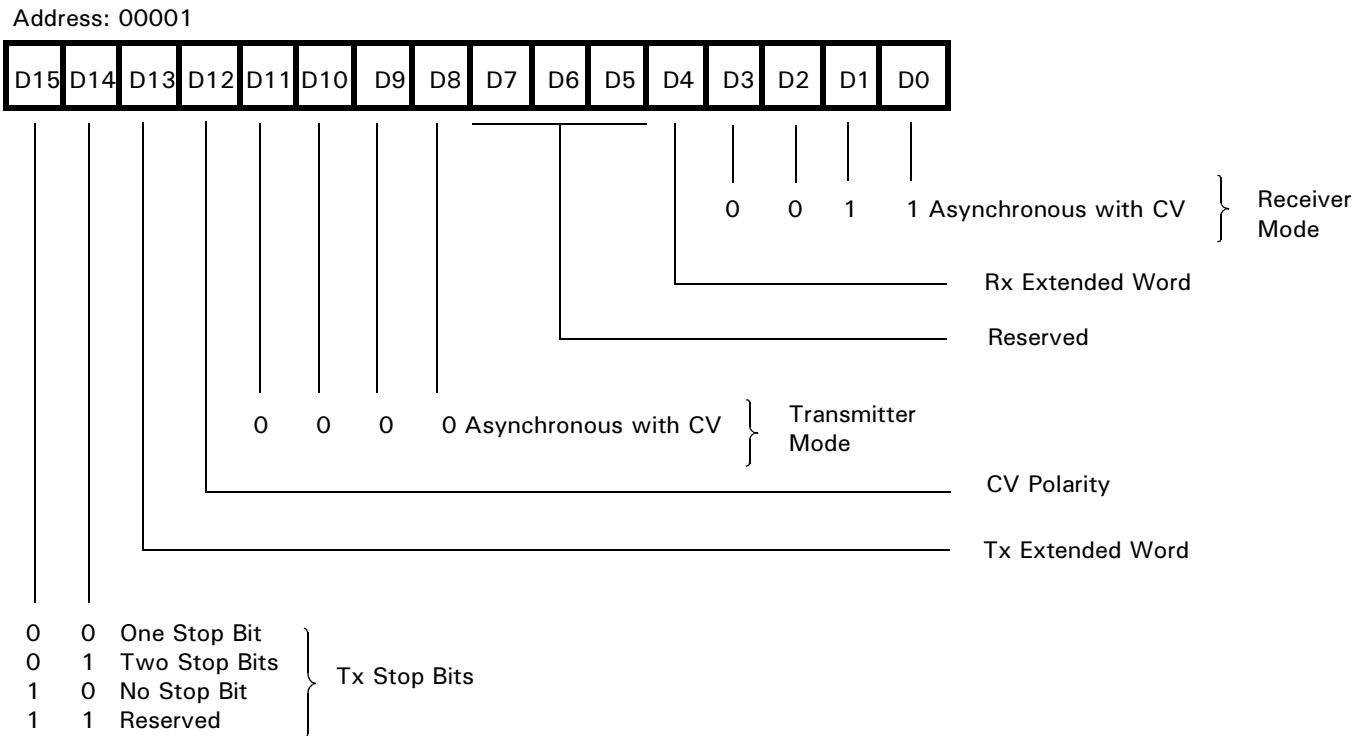 Address: 00001
D15 D14 D13 D12 D11 D10 D9 D8 D7 D6 D5 D4 D3 D2 D1 D0
0 0 1 1 Asynchronous with CV
Receiver
Mode
Rx Extended Word
Reserved
0 0 0 0 Asynchronous with CV
Transmitter
Mode
CV Polarity
Tx Extended Word
0 0 One Stop Bit
0 1 Two Stop Bits
1 0 No Stop Bit
1 1 Reserved
Tx Stop Bits